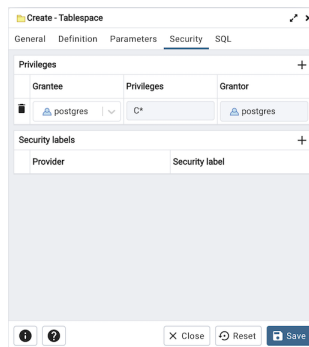 Create - Tablespace
General Definition Parameters Security SQL
Privileges
Grantee Privileges Grantor
postgres C* postgres
Security labels
Provider Security label
Close Reset Save